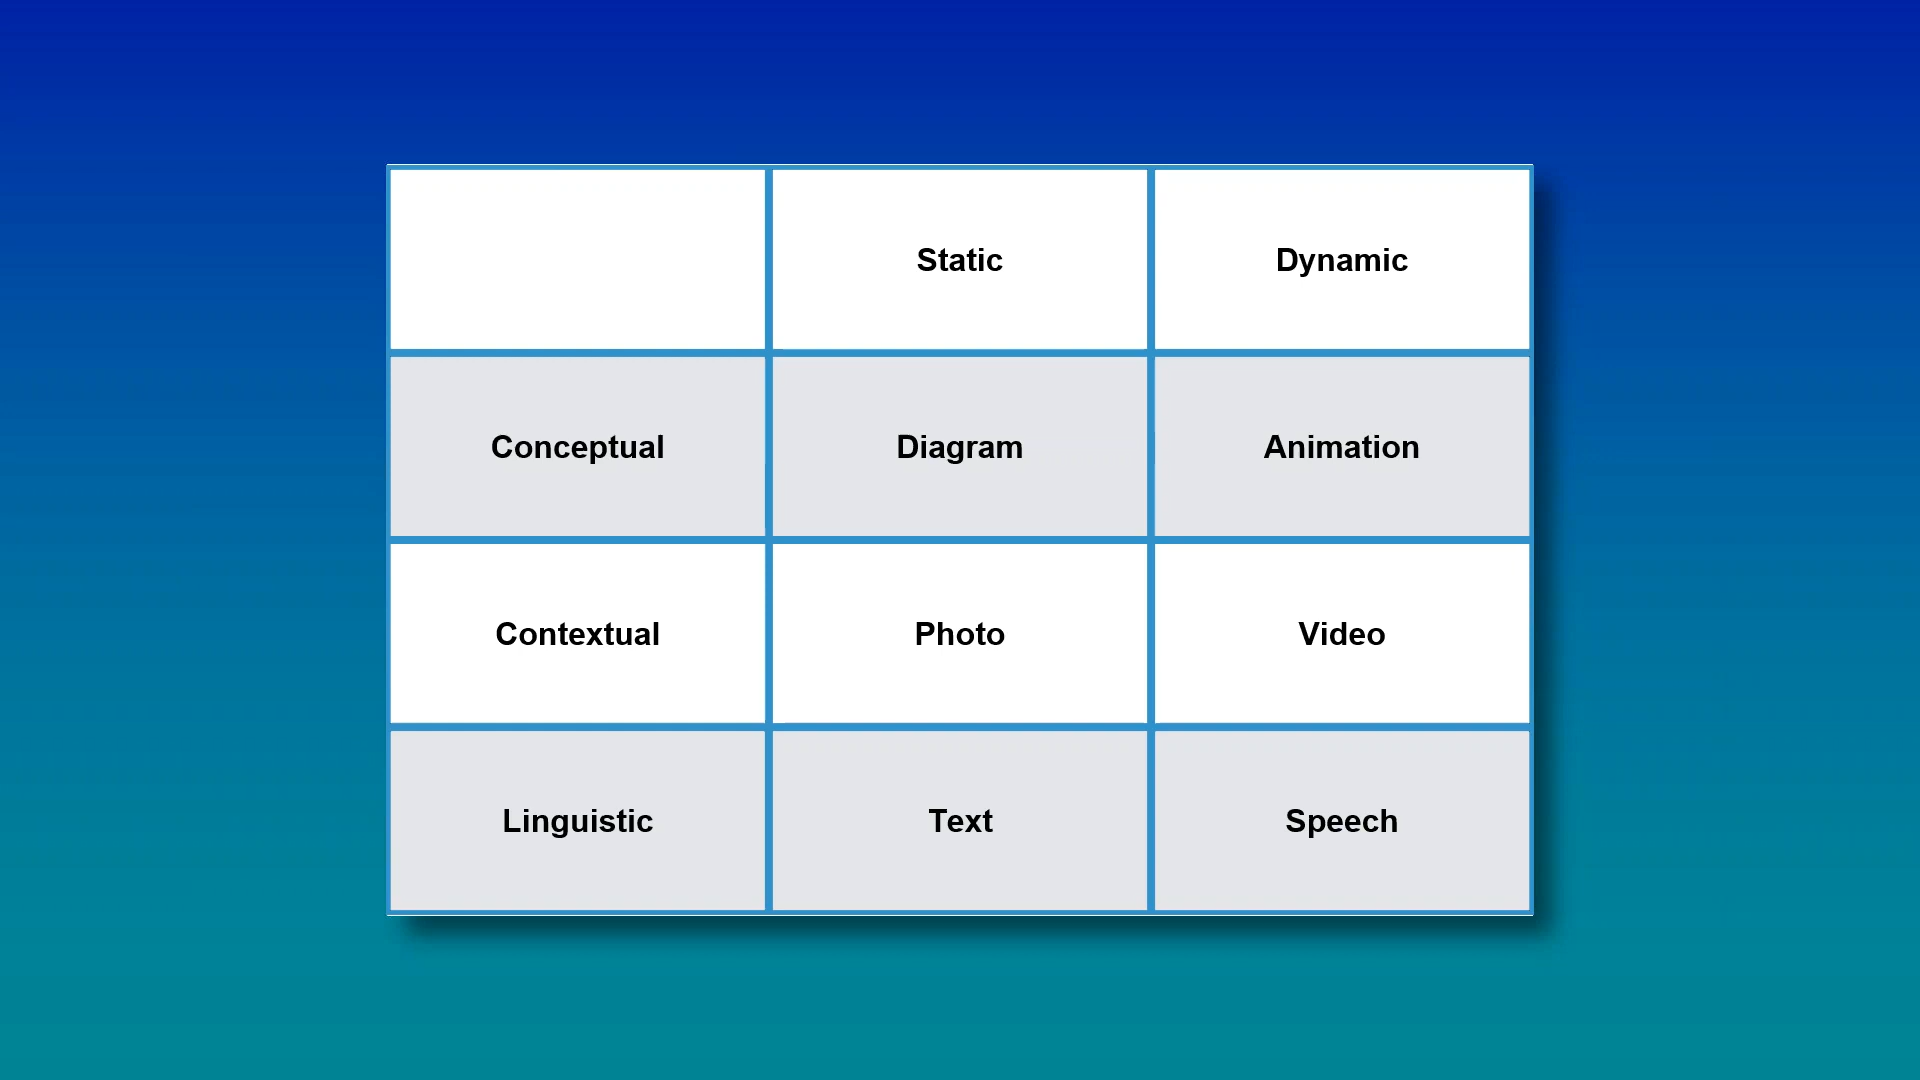 Static Dynamic
Conceptual Diagram Animation
Contextual Photo Video
Linguistic Text Speech